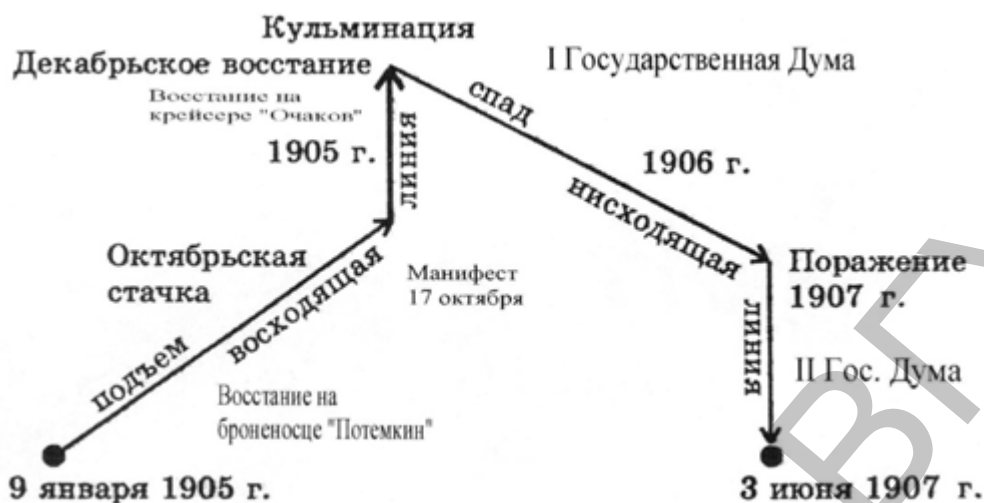 Кульминация
Декабрьское восстание
I Государственная Дума
Восстание на
крейсере "Очаков"
1905 г.
линия
спад
1906 г.
нисходящая
Октябрьская
стачка
восходящая
Манифест
17 октября
Поражение
1907 г.
линия
подъем
Восстание на
броненосце "Потемкин"
II Гос. Дума
9 января 1905 г.
3 июня 1907 г.
ВГ